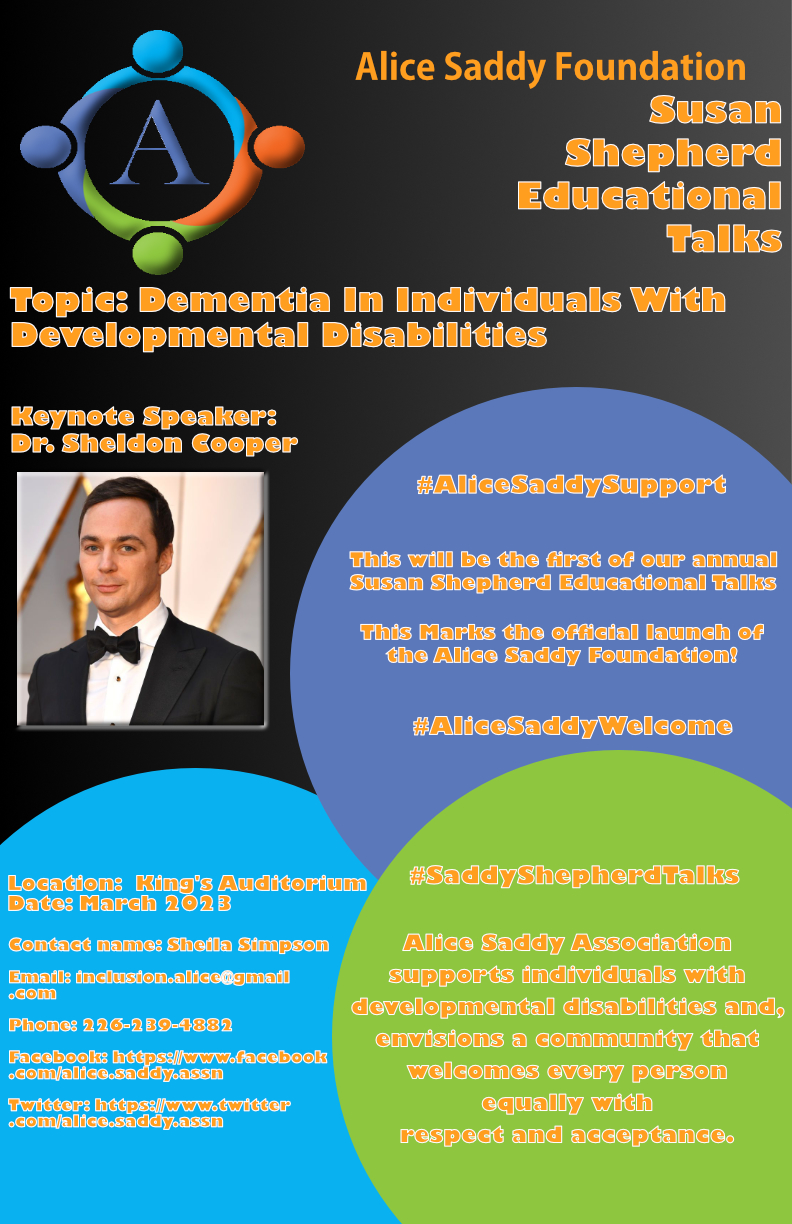 A
Alice Saddy Foundation
Susan
Shepherd
Educational
Talks
Topic: Dementia In Individuals With
Developmental Disabilities
Keynote Speaker:
Dr. Sheldon Cooper
#AliceSaddySupport
This will be the first of our annual
Susan Shepherd Educational Talks
This Marks the official launch of
the Alice Saddy Foundation!
#AliceSaddyWelcome
Location:  King's Auditorium
Date: March 2023
Contact name: Sheila Simpson
Email: inclusion.alice@gmail
.com
Phone: 226-239-4882
Facebook: https://www.facebook
.com/alice.saddy.assn
Twitter: https://www.twitter
.com/alice.saddy.assn
#SaddyShepherdTalks
Alice Saddy Association
supports individuals with
developmental disabilities and,
envisions a community that
welcomes every person
equally with
respect and acceptance.